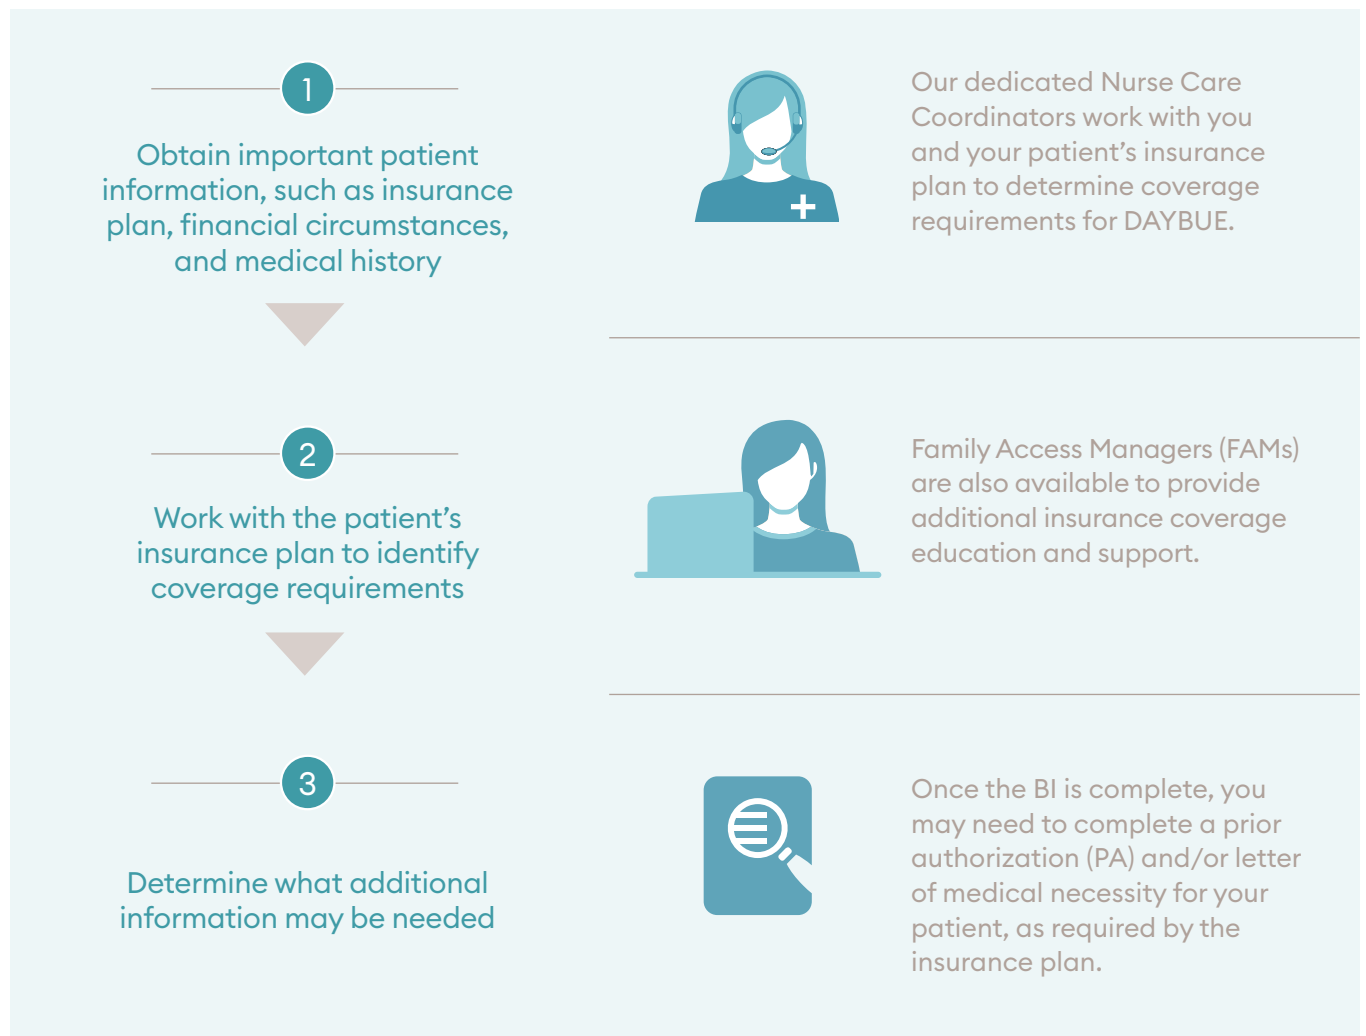 1
Obtain important patient
information, such as insurance
plan, financial circumstances,
and medical history
Our dedicated Nurse Care
Coordinators work with you
and your patient’s insurance
plan to determine coverage
requirements for DAYBUE.
2
Work with the patient’s
insurance plan to identify
coverage requirements
Family Access Managers (FAMs)
are also available to provide
additional insurance coverage
education and support.
3
Determine what additional
information may be needed
Once the BI is complete, you
may need to complete a prior
authorization (PA) and/or letter
of medical necessity for your
patient, as required by the
insurance plan.